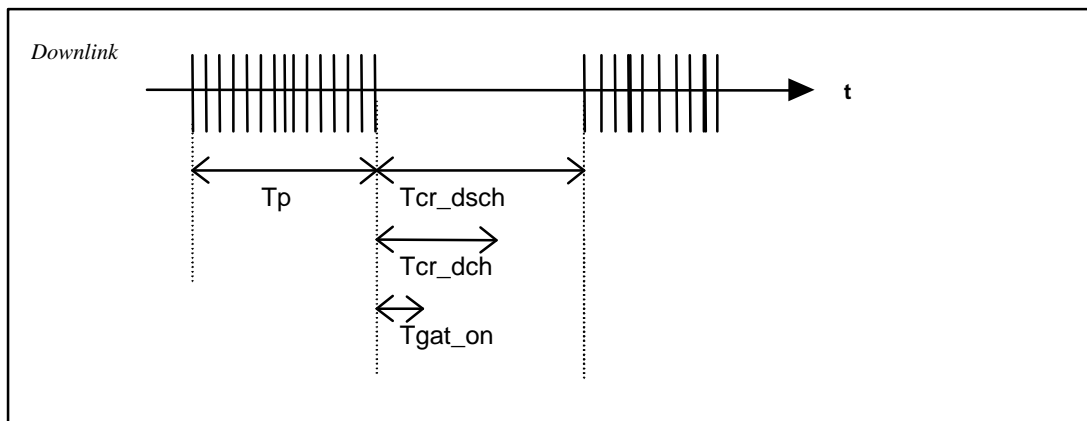 Downlink
t
Tp
Tcr_dsch
Tcr_dch
Tgat_on